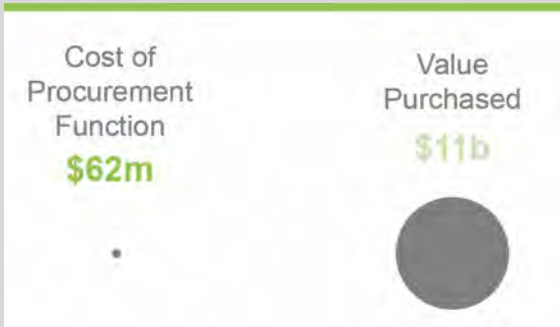 Cost of
Procurement
Function
$62m
Value
Purchased
$11b